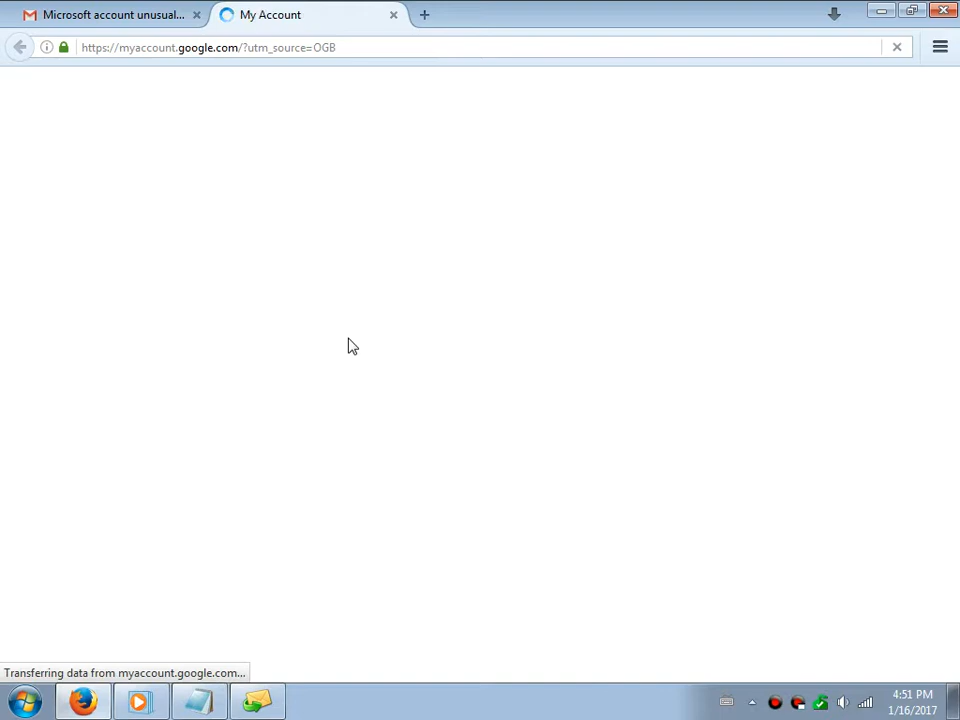 Microsoft account unusual...
My Account
https://myaccount.google.com/?utm_source=OGB
Transferring data from myaccount.google.com...
4:51 PM
1/16/2017